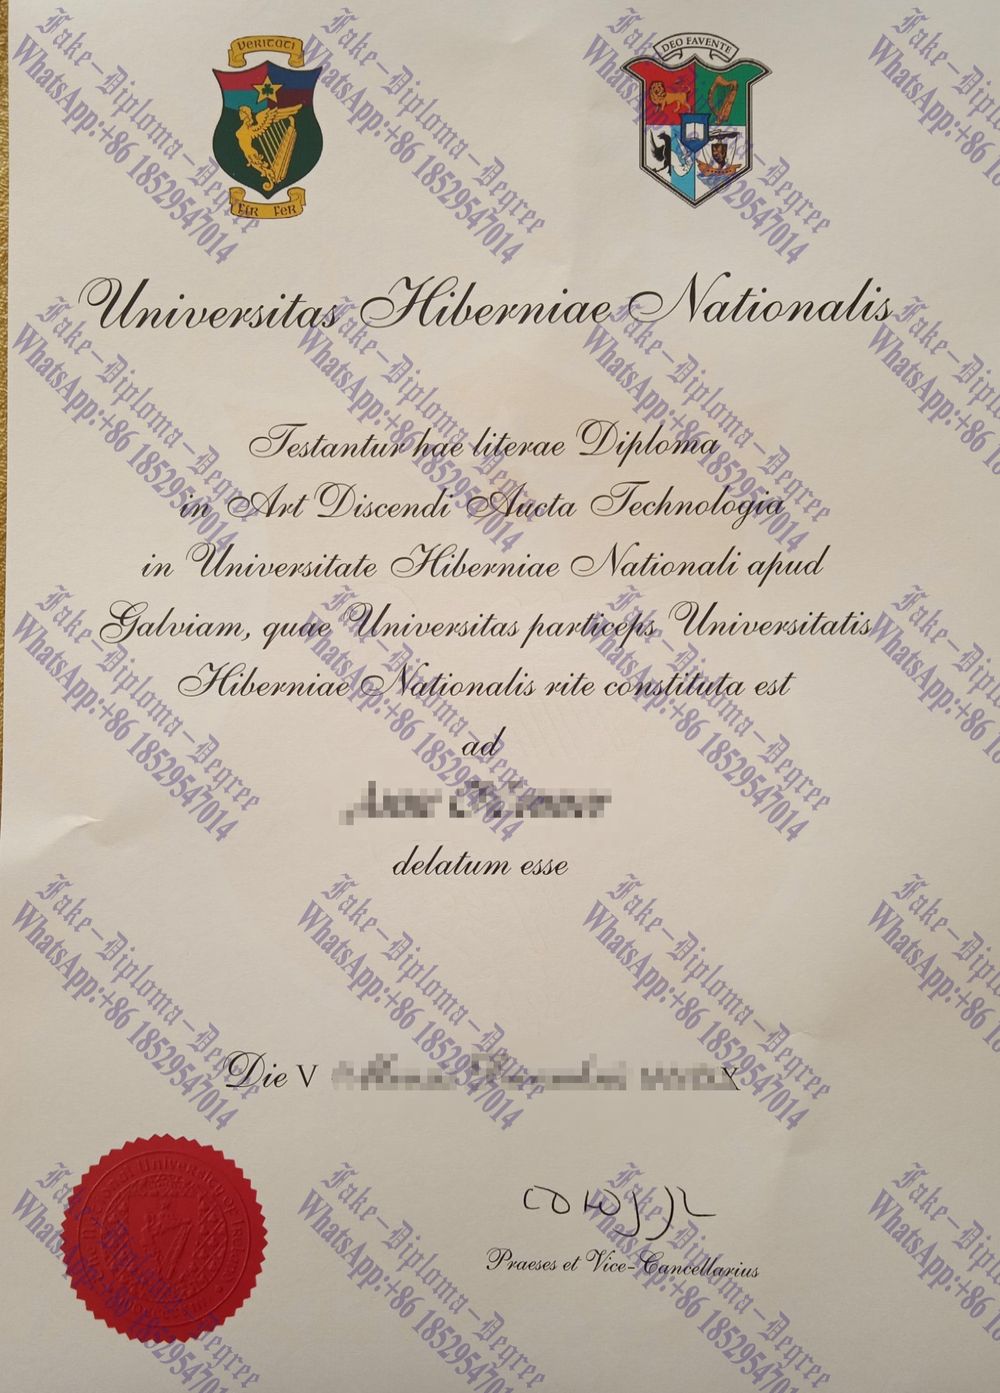 VERITATI
DEO FAVENTE
FÍR FER
Universitas Hiberniae Nationalis
Testantur hae literae Diploma
in Art Discendi Aucta Technologia
in Universitate Hiberniae Nationali apud
Galviam, quae Universitas particeps Universitatis
Hiberniae Nationalis rite constituta est
ad
delatum esse
Die V
Praeses et Vice-Cancellarius
Fake-Diploma-Degree
WhatsApp:+86 18529547014